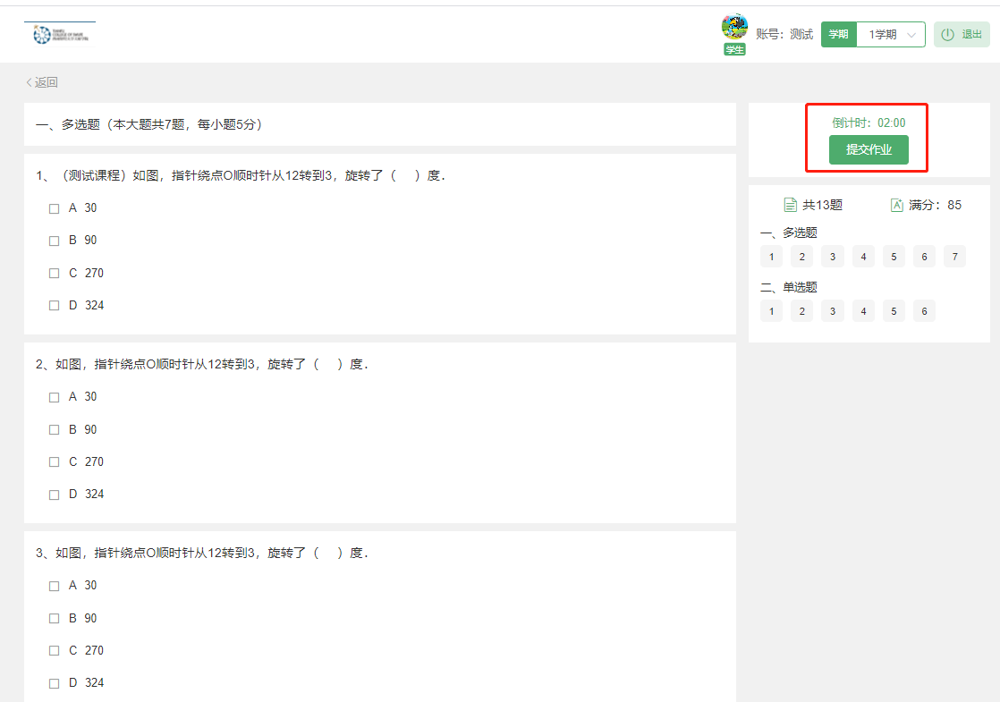 账号：测试
学期
1学期
退出
学生
返回
一、多选题（本大题共7题，每小题5分）
1、（测试课程）如图，指针绕点O顺时针从12转到3，旋转了（　）度．
A 30
B 90
C 270
D 324
2、如图，指针绕点O顺时针从12转到3，旋转了（　）度．
A 30
B 90
C 270
D 324
3、如图，指针绕点O顺时针从12转到3，旋转了（　）度．
A 30
B 90
C 270
D 324
倒计时：02:00
提交作业
共13题
满分：85
一、多选题
1 2 3 4 5 6 7
二、单选题
1 2 3 4 5 6